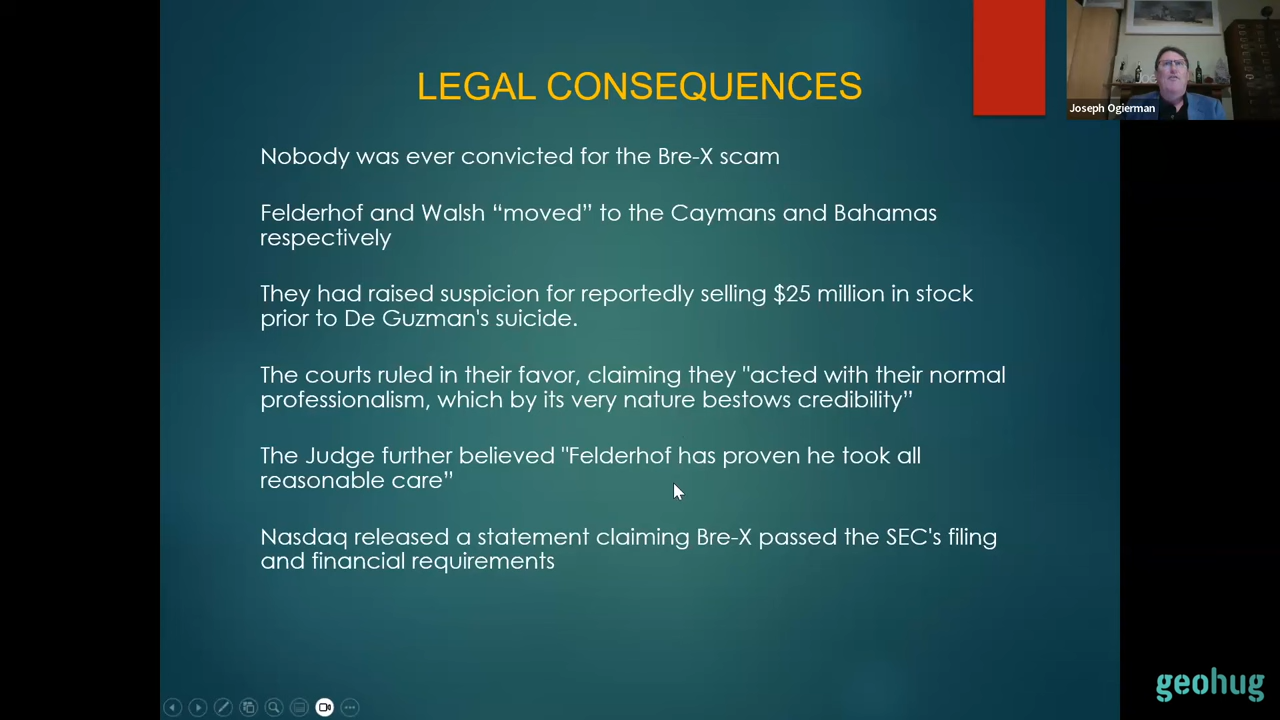 LEGAL CONSEQUENCES
Joseph Ogierman
Nobody was ever convicted for the Bre-X scam
Felderhof and Walsh “moved” to the Caymans and Bahamas
respectively
They had raised suspicion for reportedly selling $25 million in stock
prior to De Guzman's suicide.
The courts ruled in their favor, claiming they "acted with their normal
professionalism, which by its very nature bestows credibility”
The Judge further believed "Felderhof has proven he took all
reasonable care”
Nasdaq released a statement claiming Bre-X passed the SEC's filing
and financial requirements
geohug